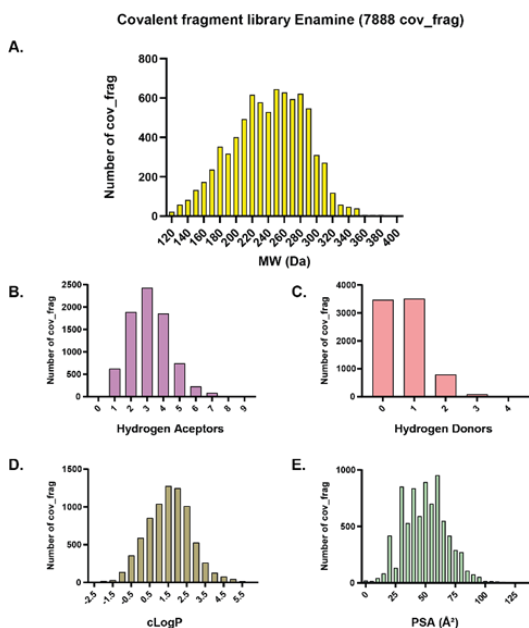 Covalent fragment library Enamine (7888 cov_frag)
A.
Number of cov_frag
800
600
400
200
0
120 140 160 180 200 220 240 260 280 300 320 340 360 380 400
MW (Da)
B.
Number of cov_frag
2500
2000
1500
1000
500
0
0 1 2 3 4 5 6 7 8 9
Hydrogen Aceptors
C.
Number of cov_frag
4000
3000
2000
1000
0
0 1 2 3 4
Hydrogen Donors
D.
Number of cov_frag
1500
1000
500
0
-2.5 -1.5 -0.5 0.5 1.5 2.5 3.5 4.5 5.5
cLogP
E.
Number of cov_frag
1000
500
0
0 25 50 75 100 125
PSA (Å²)